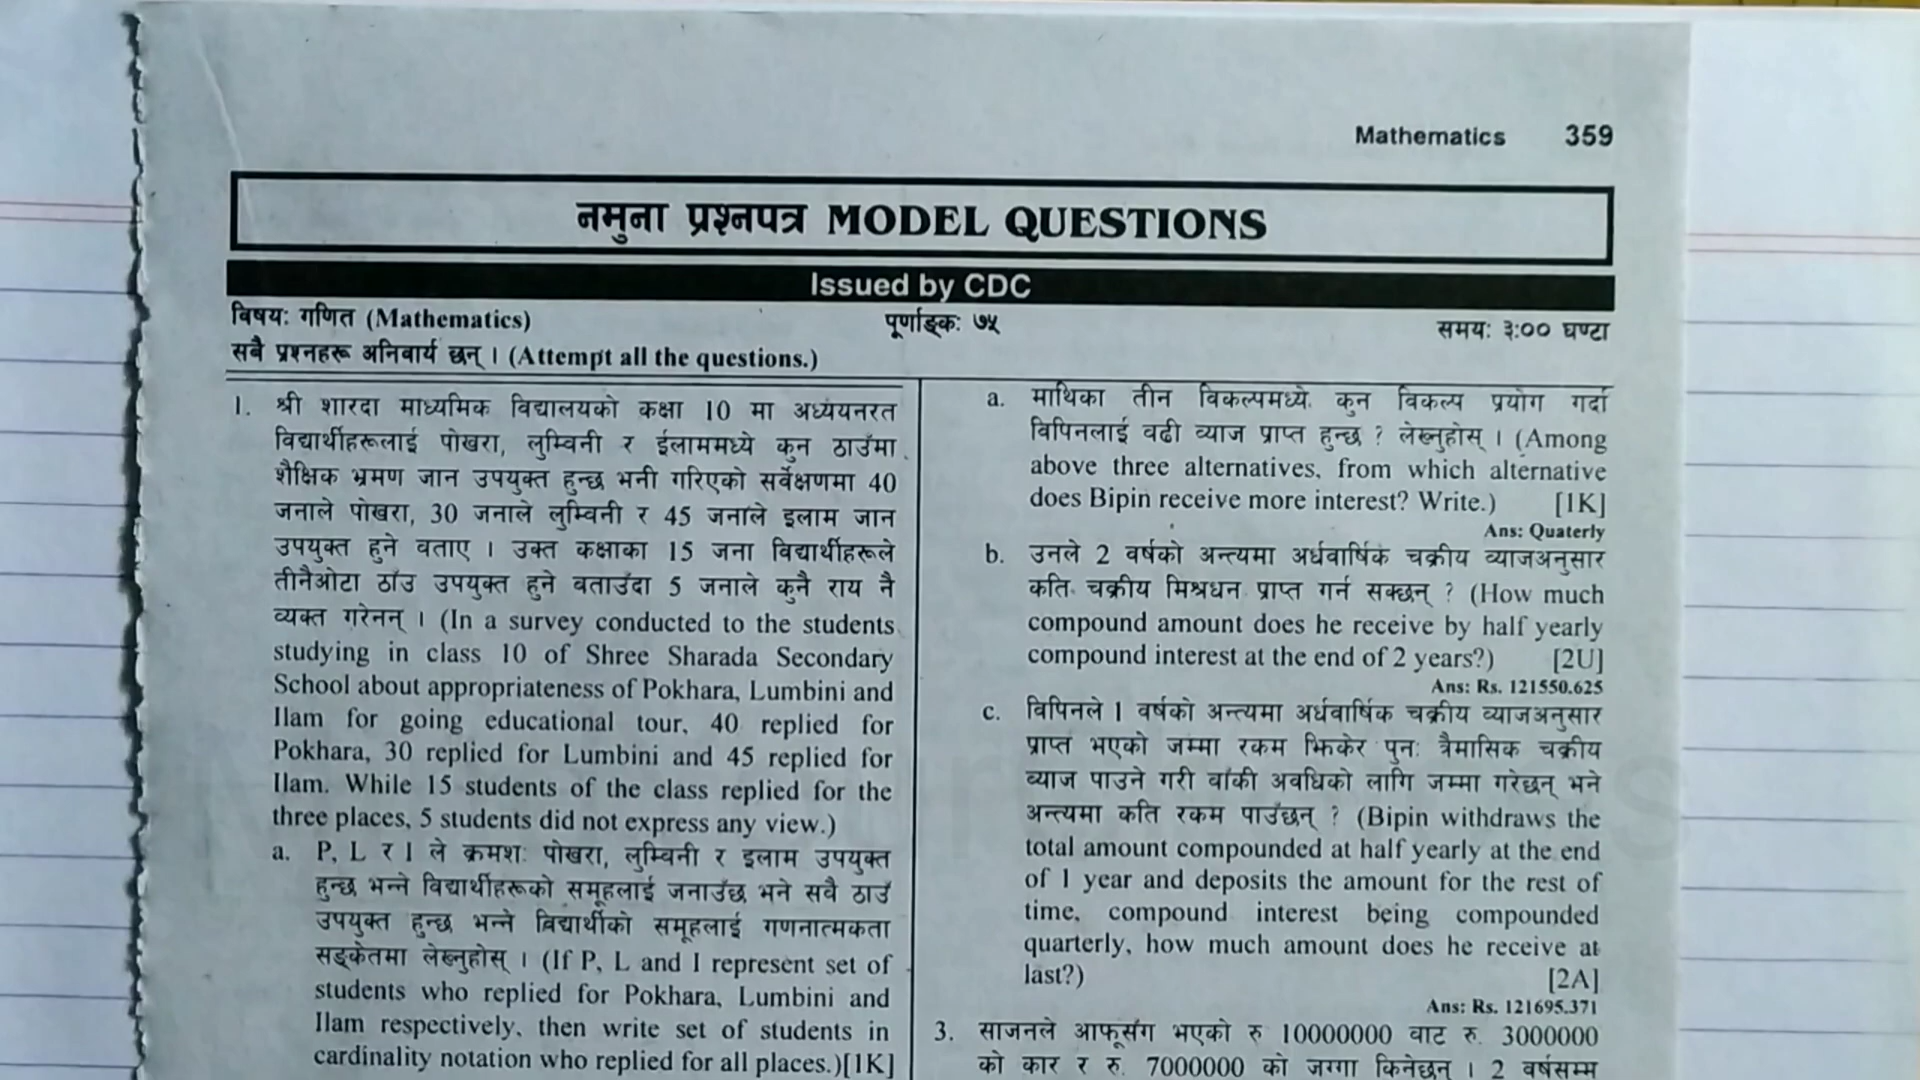 Mathematics 359
नमुना प्रश्नपत्र MODEL QUESTIONS
Issued by CDC
विषयः गणित (Mathematics) पूर्णाङ्कः ७५ समयः ३:०० घण्टा
सबै प्रश्नहरू अनिवार्य छन् । (Attempt all the questions.)
1. श्री शारदा माध्यमिक विद्यालयको कक्षा 10 मा अध्ययनरत
विद्यार्थीहरूलाई पोखरा, लुम्विनी र ईलाममध्ये कुन ठाउँमा
शैक्षिक भ्रमण जान उपयुक्त हुन्छ भनी गरिएको सर्वेक्षणमा 40
जनाले पोखरा, 30 जनाले लुम्विनी र 45 जनाले इलाम जान
उपयुक्त हुने वताए । उक्त कक्षाका 15 जना विद्यार्थीहरूले
तीनैओटा ठाँउ उपयुक्त हुने वताउँदा 5 जनाले कुनै राय नै
व्यक्त गरेनन् । (In a survey conducted to the students
studying in class 10 of Shree Sharada Secondary
School about appropriateness of Pokhara, Lumbini and
Ilam for going educational tour, 40 replied for
Pokhara, 30 replied for Lumbini and 45 replied for
Ilam. While 15 students of the class replied for the
three places, 5 students did not express any view.)
a. P, L र I ले क्रमशः पोखरा, लुम्विनी र इलाम उपयुक्त
हुन्छ भन्ने विद्यार्थीहरूको समूहलाई जनाउँछ भने सवै ठाउँ
उपयुक्त हुन्छ भन्ने विद्यार्थीको समूहलाई गणनात्मकता
सङ्केतमा लेख्नुहोस् । (If P, L and I represent set of
students who replied for Pokhara, Lumbini and
Ilam respectively, then write set of students in
cardinality notation who replied for all places.)[1K]
a. माथिका तीन विकल्पमध्ये कुन विकल्प प्रयोग गर्दा
विपिनलाई वढी व्याज प्राप्त हुन्छ ? लेख्नुहोस् । (Among
above three alternatives, from which alternative
does Bipin receive more interest? Write.) [1K]
Ans: Quaterly
b. उनले 2 वर्षको अन्त्यमा अर्धवार्षिक चक्रीय व्याजअनुसार
कति चक्रीय मिश्रधन प्राप्त गर्न सक्छन् ? (How much
compound amount does he receive by half yearly
compound interest at the end of 2 years?) [2U]
Ans: Rs. 121550.625
c. विपिनले 1 वर्षको अन्त्यमा अर्धवार्षिक चक्रीय व्याजअनुसार
प्राप्त भएको जम्मा रकम झिकेर पुनः त्रैमासिक चक्रीय
व्याज पाउने गरी वाँकी अवधिको लागि जम्मा गरेछन् भने
अन्त्यमा कति रकम पाउँछन् ? (Bipin withdraws the
total amount compounded at half yearly at the end
of 1 year and deposits the amount for the rest of
time, compound interest being compounded
quarterly, how much amount does he receive at
last?) [2A]
Ans: Rs. 121695.371
3. साजनले आफूसँग भएको रु 10000000 वाट रु. 3000000
को कार र रु. 7000000 को जग्गा किनेछन् । 2 वर्षसम्म